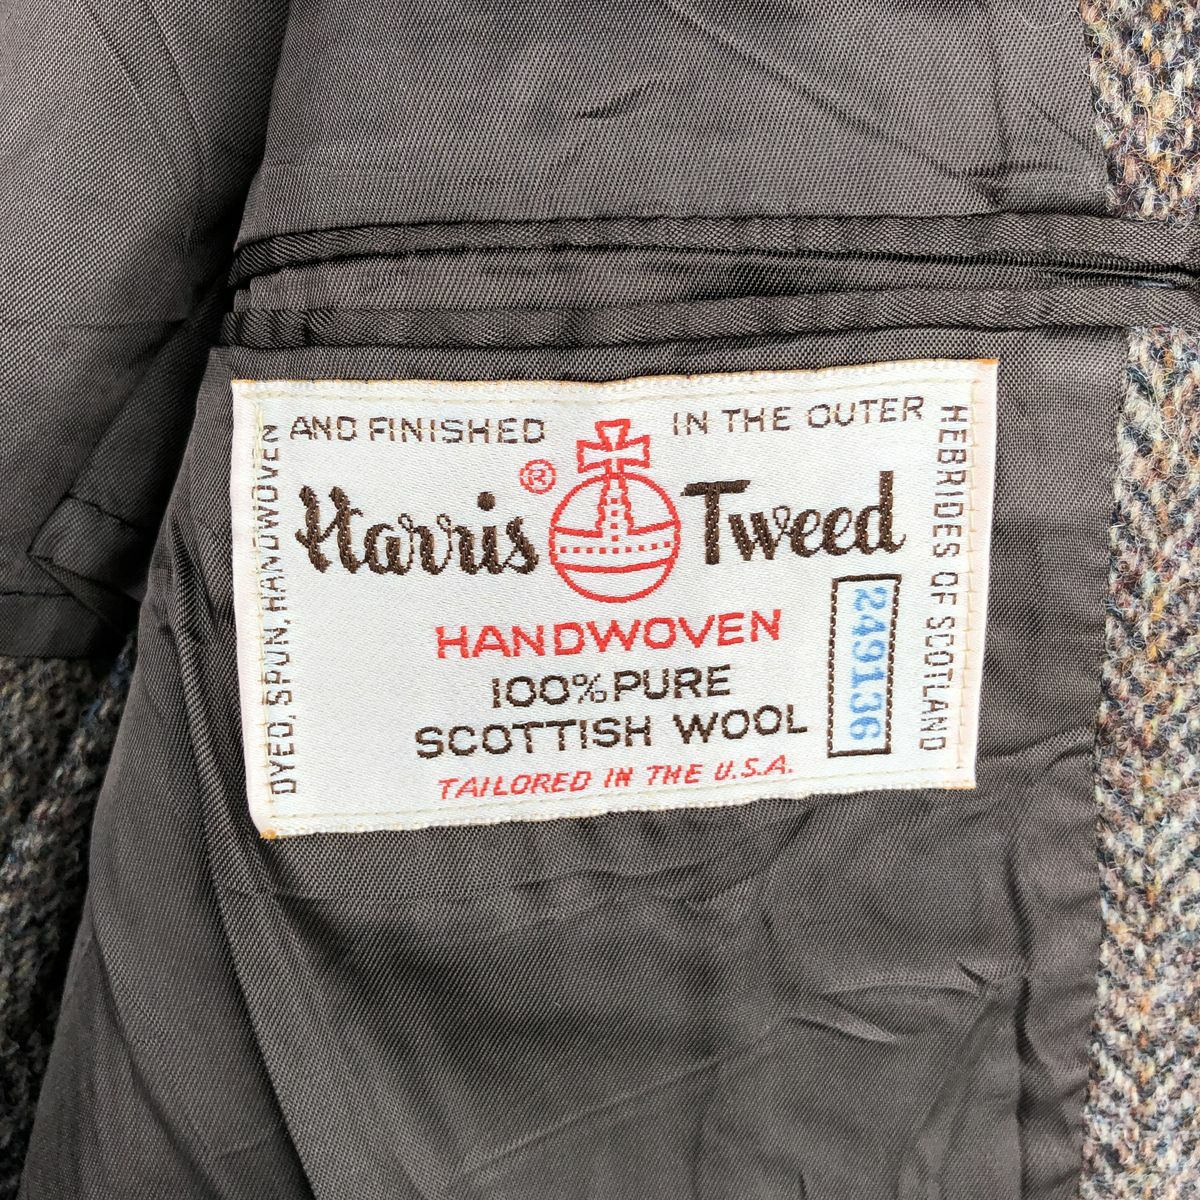 DYED, SPUN, HANDWOVEN
AND FINISHED
IN THE OUTER
HEBRIDES OF SCOTLAND
Harris ® Tweed
HANDWOVEN
100% PURE
SCOTTISH WOOL
TAILORED IN THE U.S.A.
249136